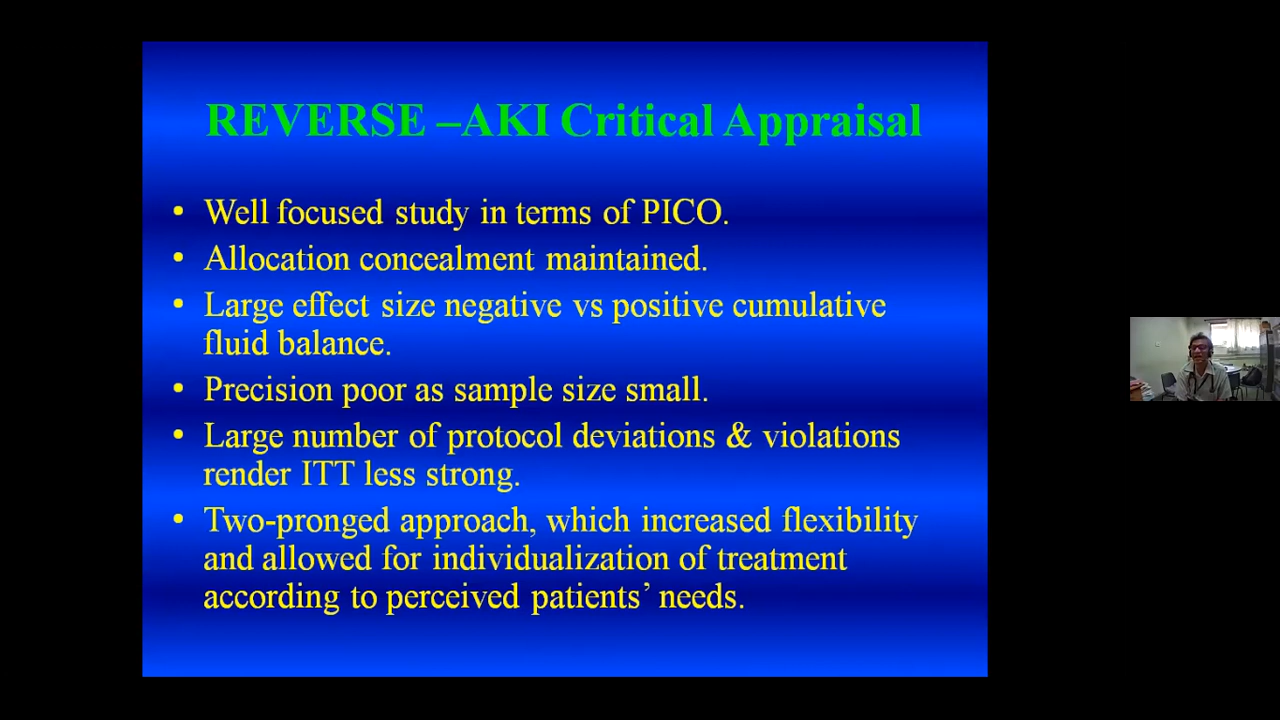 REVERSE –AKI Critical Appraisal
• Well focused study in terms of PICO.
• Allocation concealment maintained.
• Large effect size negative vs positive cumulative
fluid balance.
• Precision poor as sample size small.
• Large number of protocol deviations & violations
render ITT less strong.
• Two-pronged approach, which increased flexibility
and allowed for individualization of treatment
according to perceived patients’ needs.